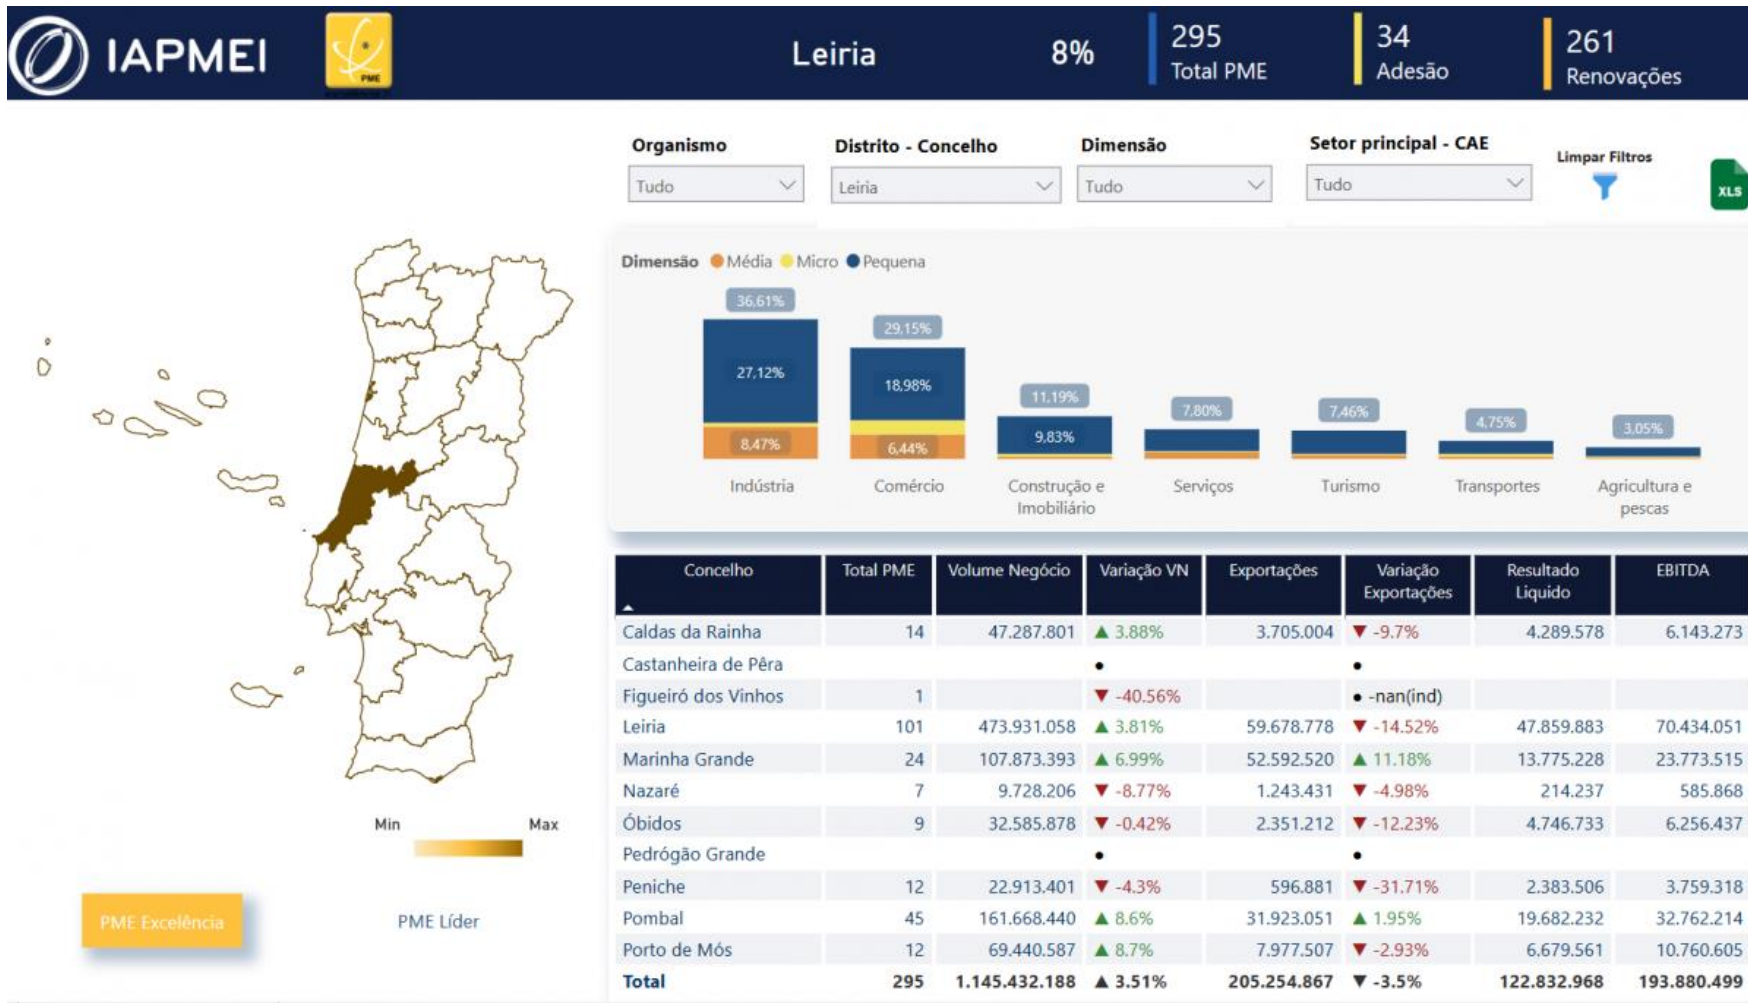 IAPMEI
PME
Leiria
8%
295
Total PME
34
Adesão
261
Renovações
Organismo
Tudo
Distrito - Concelho
Leiria
Dimensão
Tudo
Setor principal - CAE
Tudo
Limpar Filtros
XLS
Dimensão Média Micro Pequena
36,61%
27,12%
8,47%
29,15%
18,98%
6,44%
11,19%
9,83%
7,80%
7,46%
4,75%
3,05%
Indústria
Comércio
Construção e
Imobiliário
Serviços
Turismo
Transportes
Agricultura e
pescas
Min Max
PME Excelência
PME Líder
Concelho Total PME Volume Negócio Variação VN Exportações Variação Exportações Resultado Liquido EBITDA
Caldas da Rainha 14 47.287.801 ▲ 3.88% 3.705.004 ▼ -9.7% 4.289.578 6.143.273
Castanheira de Pêra ● ●
Figueiró dos Vinhos 1 ▼ -40.56% ● -nan(ind)
Leiria 101 473.931.058 ▲ 3.81% 59.678.778 ▼ -14.52% 47.859.883 70.434.051
Marinha Grande 24 107.873.393 ▲ 6.99% 52.592.520 ▲ 11.18% 13.775.228 23.773.515
Nazaré 7 9.728.206 ▼ -8.77% 1.243.431 ▼ -4.98% 214.237 585.868
Óbidos 9 32.585.878 ▼ -0.42% 2.351.212 ▼ -12.23% 4.746.733 6.256.437
Pedrógão Grande ● ●
Peniche 12 22.913.401 ▼ -4.3% 596.881 ▼ -31.71% 2.383.506 3.759.318
Pombal 45 161.668.440 ▲ 8.6% 31.923.051 ▲ 1.95% 19.682.232 32.762.214
Porto de Mós 12 69.440.587 ▲ 8.7% 7.977.507 ▼ -2.93% 6.679.561 10.760.605
Total 295 1.145.432.188 ▲ 3.51% 205.254.867 ▼ -3.5% 122.832.968 193.880.499